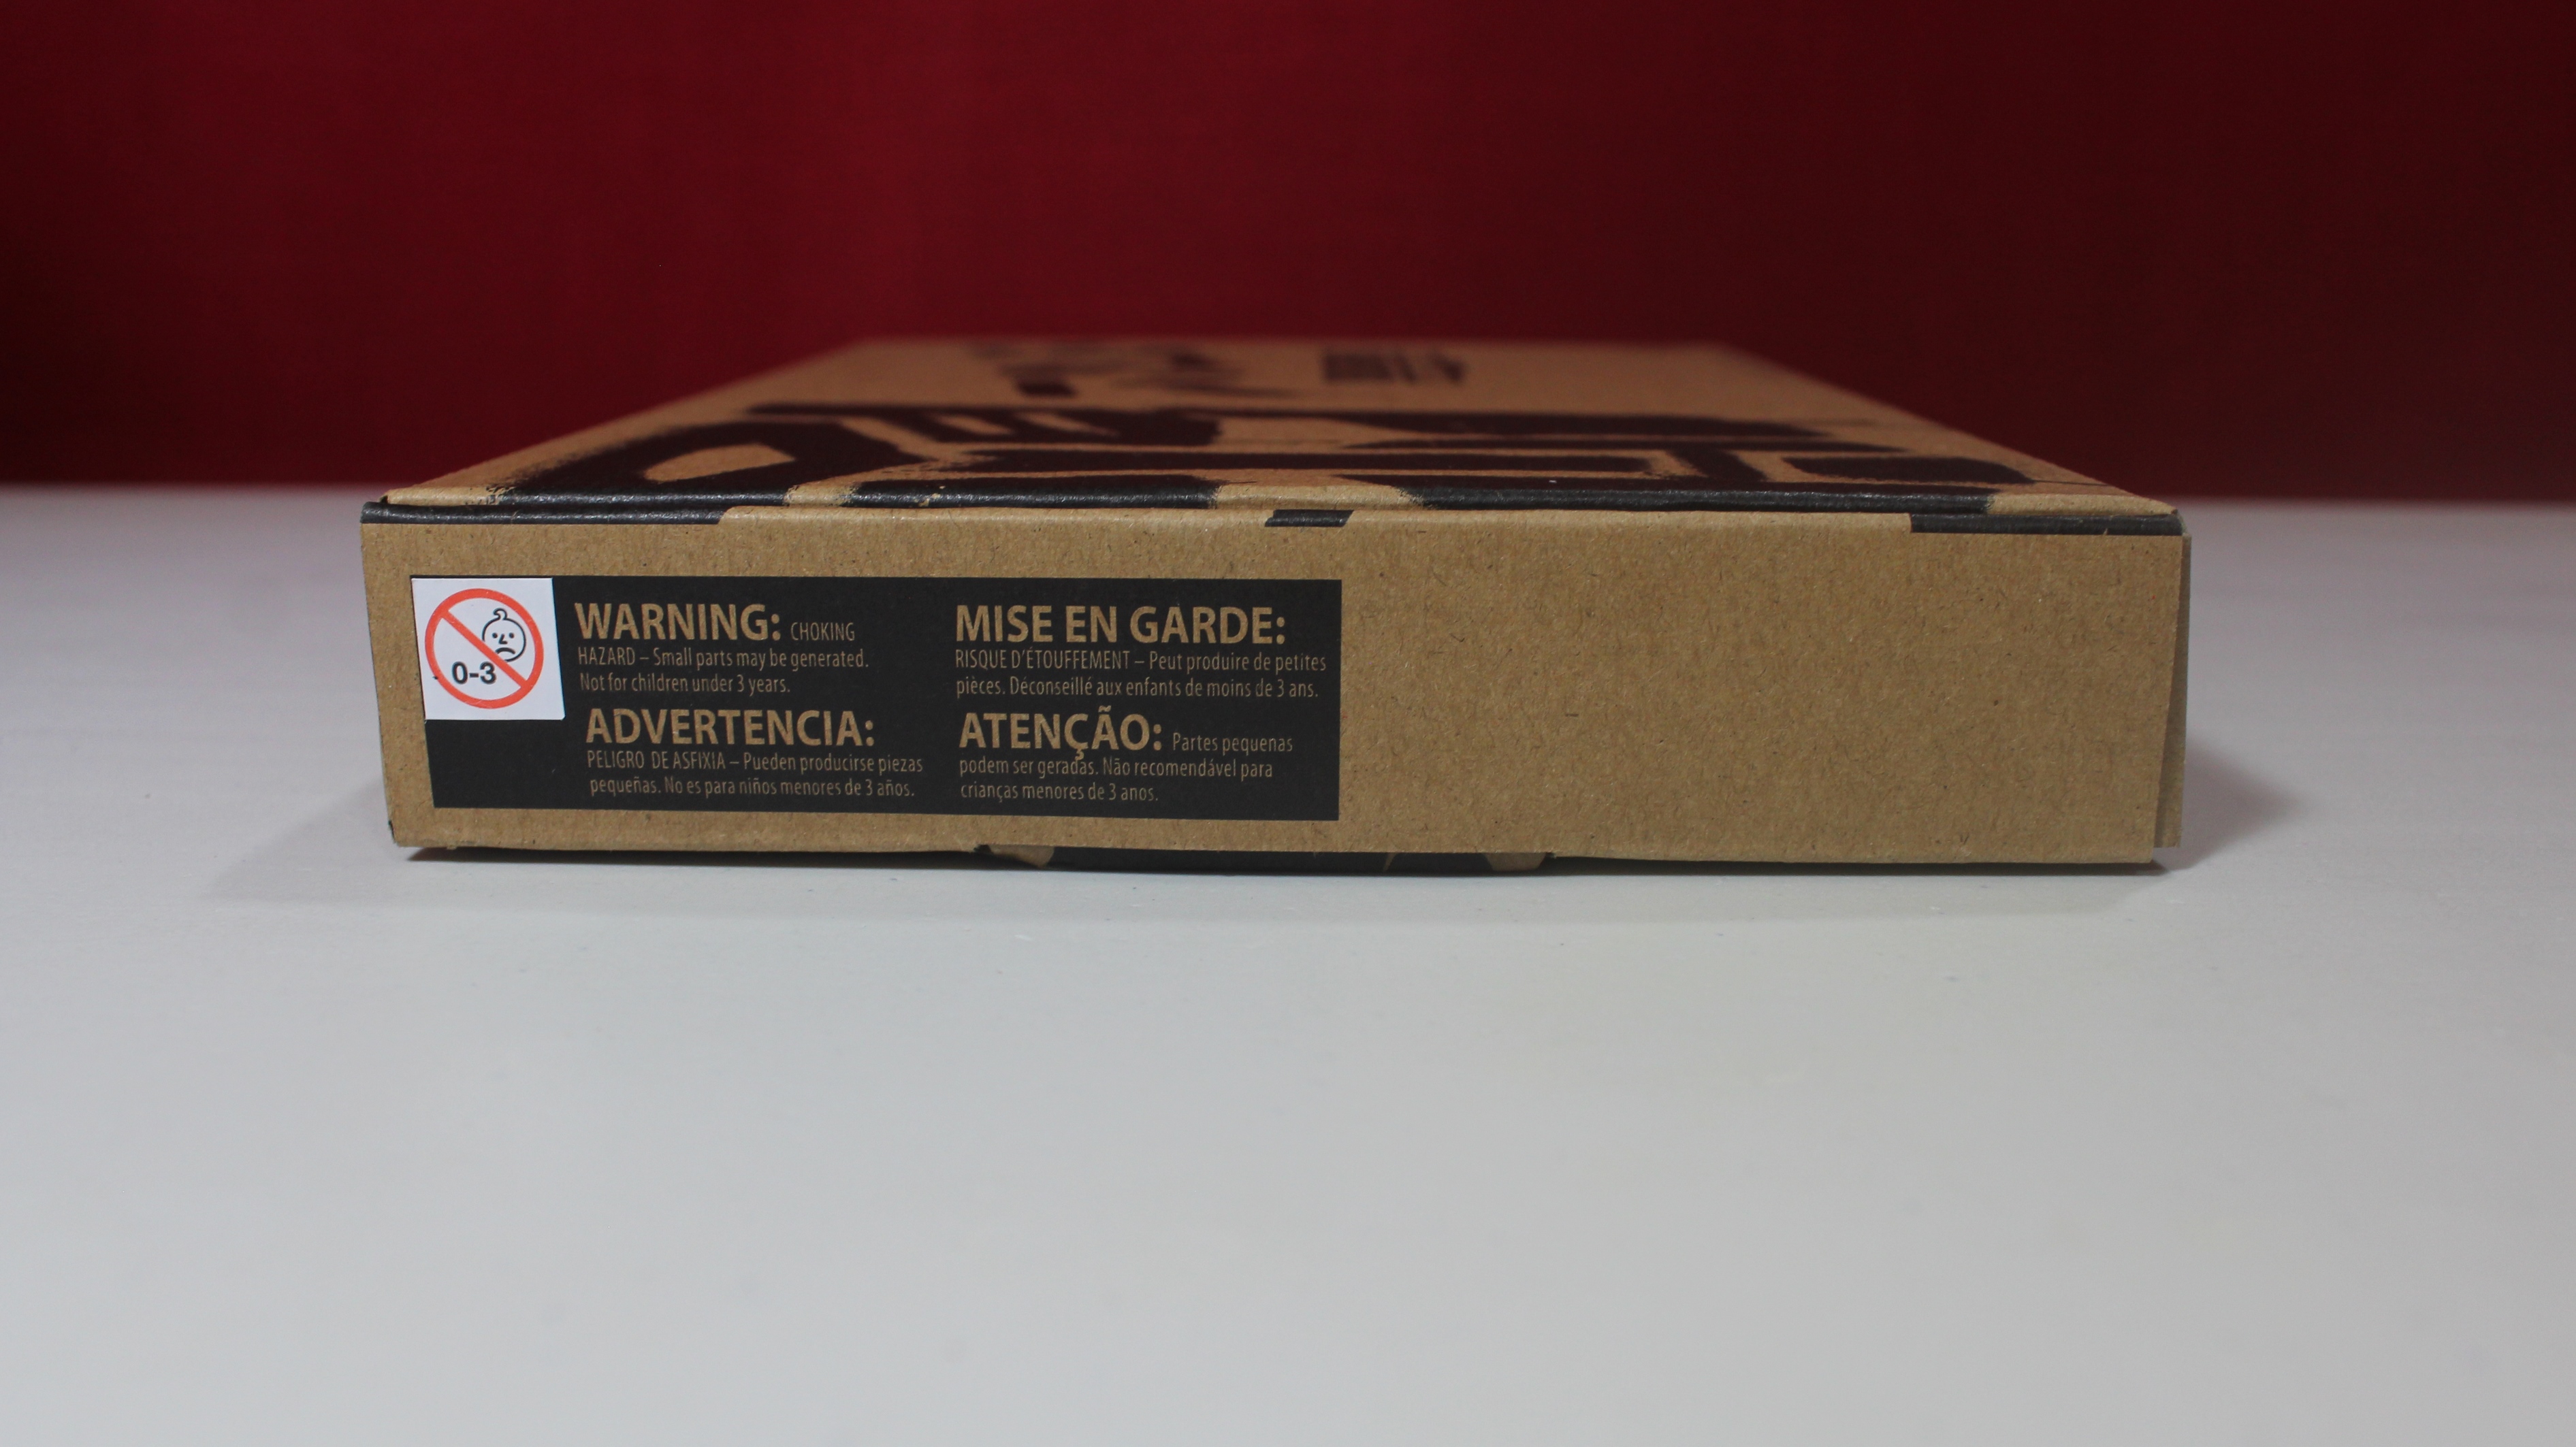 0-3
WARNING: CHOKING
HAZARD – Small parts may be generated.
Not for children under 3 years.
ADVERTENCIA:
PELIGRO DE ASFIXIA – Pueden producirse piezas
pequeñas. No es para niños menores de 3 años.
MISE EN GARDE:
RISQUE D'ÉTOUFFEMENT – Peut produire de petites
pièces. Déconseillé aux enfants de moins de 3 ans.
ATENÇÃO: Partes pequenas
podem ser geradas. Não recomendável para
crianças menores de 3 anos.